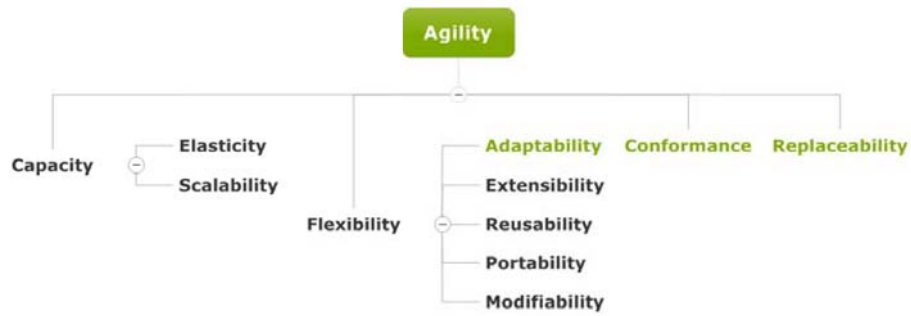 Agility
Elasticity
Adaptability Conformance Replaceability
Capacity
Scalability
Extensibility
Flexibility
Reusability
Portability
Modifiability